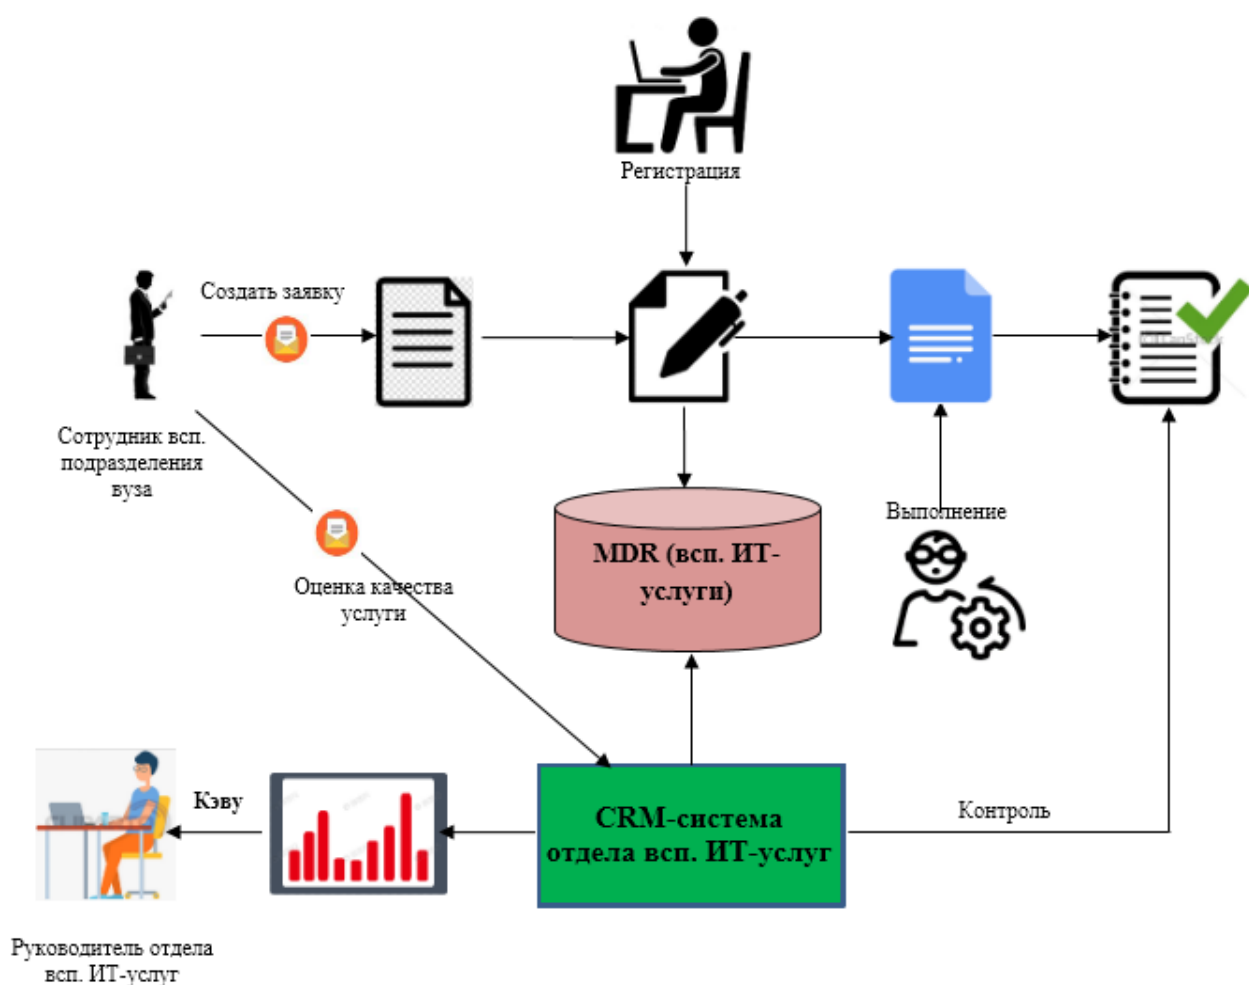 Регистрация
Создать заявку
Сотрудник всп.
подразделения
вуза
Выполнение
MDR (всп. ИТ-
услуги)
Оценка качества
услуги
Кэву
CRM-система
отдела всп. ИТ-услуг
Контроль
Руководитель отдела
всп. ИТ-услуг